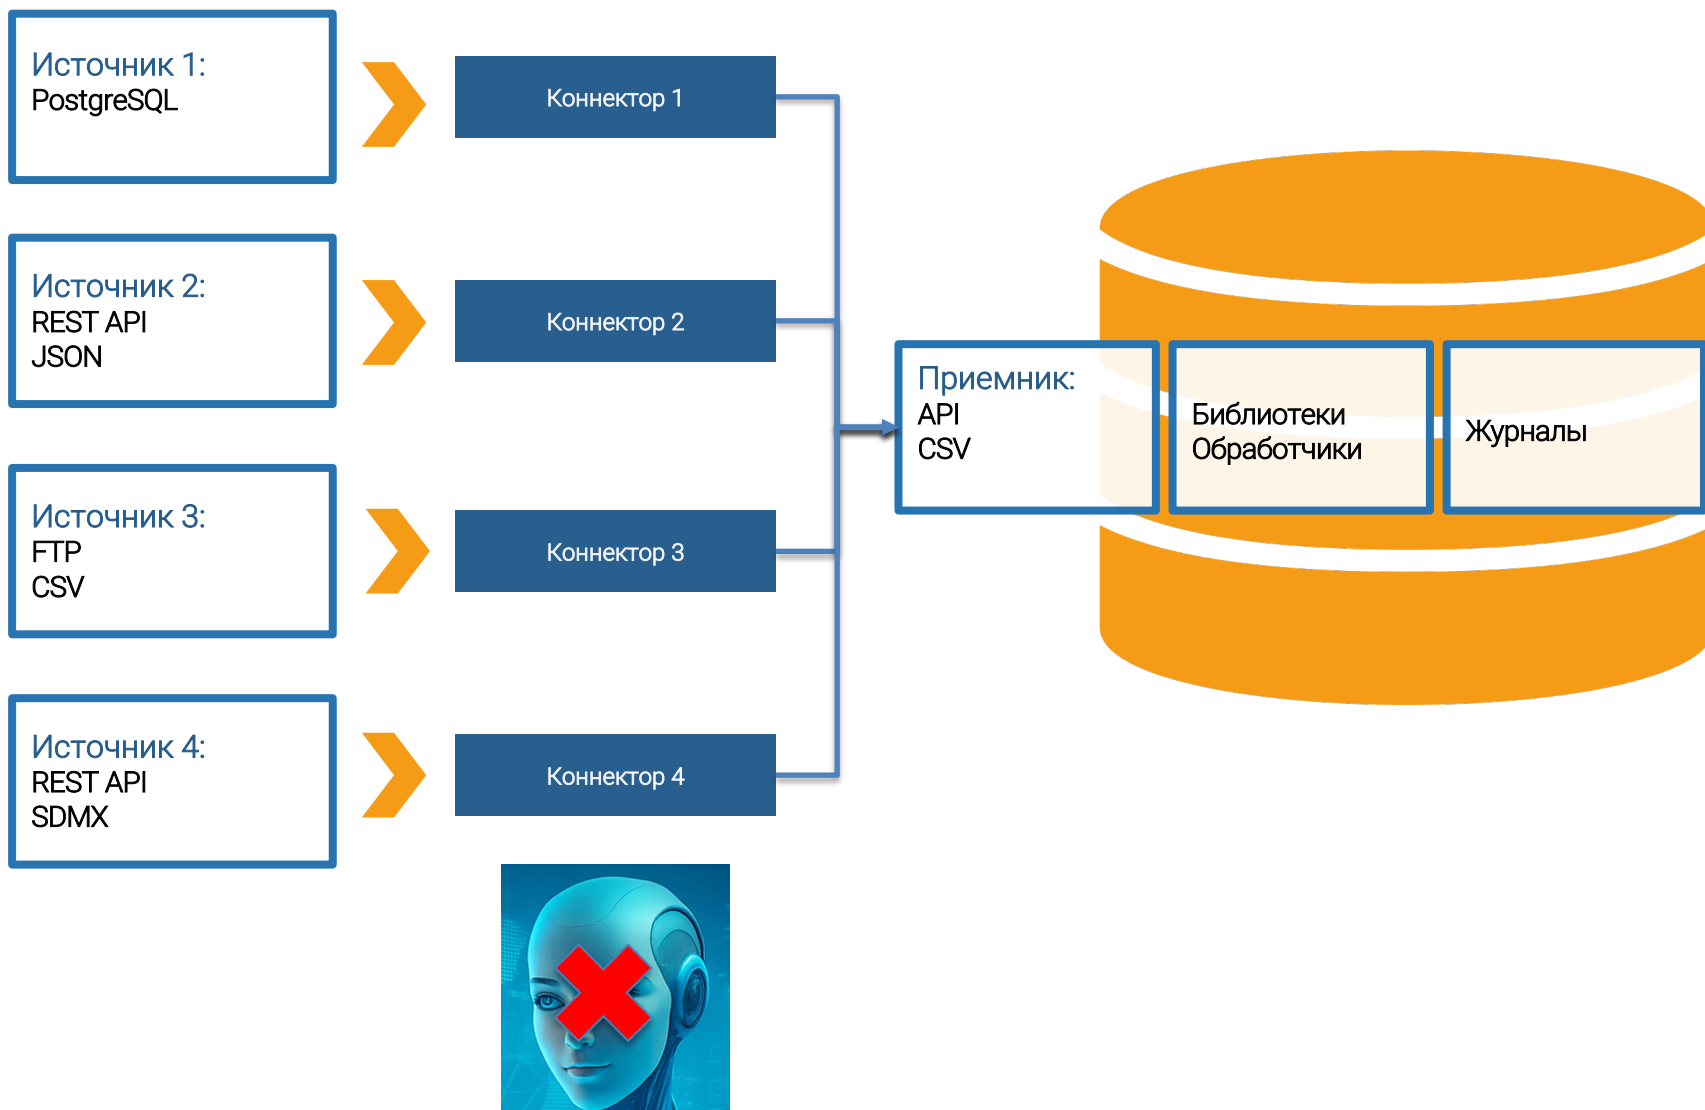 Источник 1:
PostgreSQL
Коннектор 1
Источник 2:
REST API
JSON
Коннектор 2
Источник 3:
FTP
CSV
Коннектор 3
Источник 4:
REST API
SDMX
Коннектор 4
Приемник:
API
CSV
Библиотеки
Обработчики
Журналы